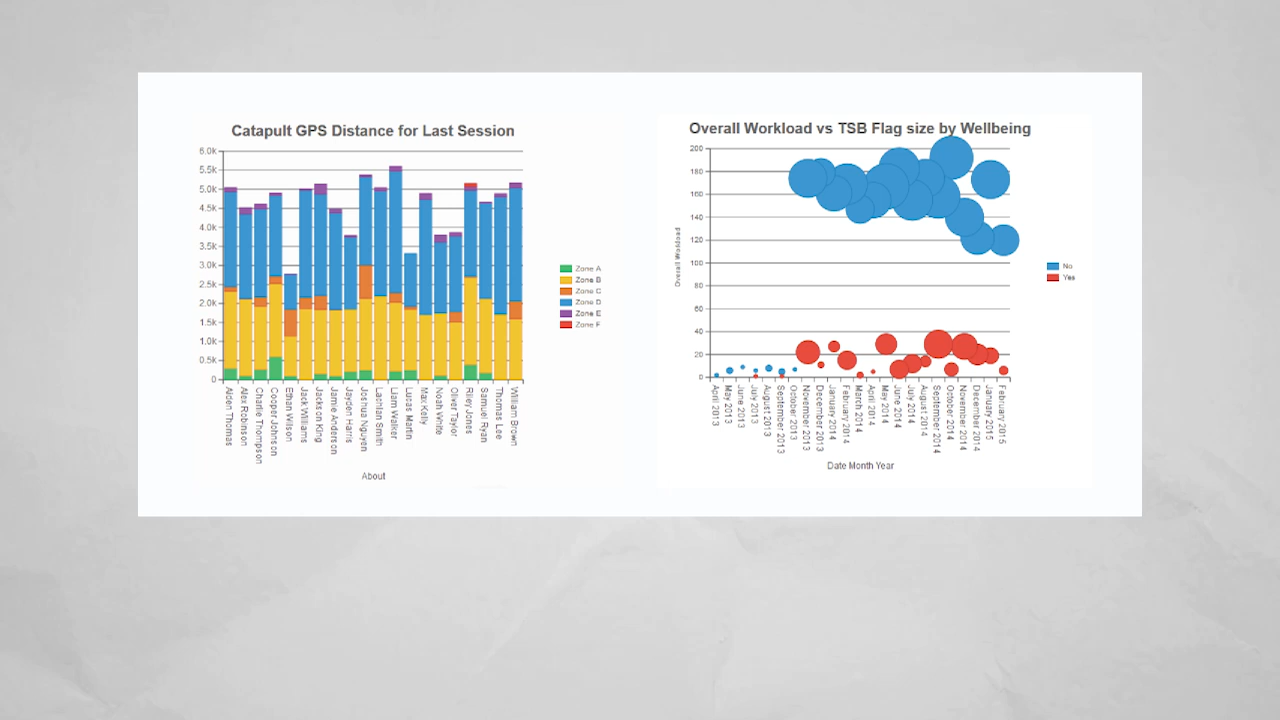 Catapult GPS Distance for Last Session
6.0k
5.5k
5.0k
4.5k
4.0k
3.5k
3.0k
2.5k
2.0k
1.5k
1.0k
0.5k
0
Aiden Thomas
Alex Robinson
Charlie Thompson
Cooper Johnson
Ethan Wilson
Jack Williams
Jackson King
Jamie Anderson
Jayden Harris
Joshua Nguyen
Lachlan Smith
Liam Walker
Lucas Martin
Max Kelly
Noah White
Oliver Taylor
Riley Jones
Samuel Ryan
Thomas Lee
William Brown
About
Zone A
Zone B
Zone C
Zone D
Zone E
Zone F
Overall Workload vs TSB Flag size by Wellbeing
Overall Workload
200
180
160
140
120
100
80
60
40
20
0
April 2013
May 2013
June 2013
July 2013
August 2013
September 2013
October 2013
November 2013
December 2013
January 2014
February 2014
March 2014
April 2014
May 2014
June 2014
July 2014
August 2014
September 2014
October 2014
November 2014
December 2014
January 2015
February 2015
Date Month Year
No
Yes